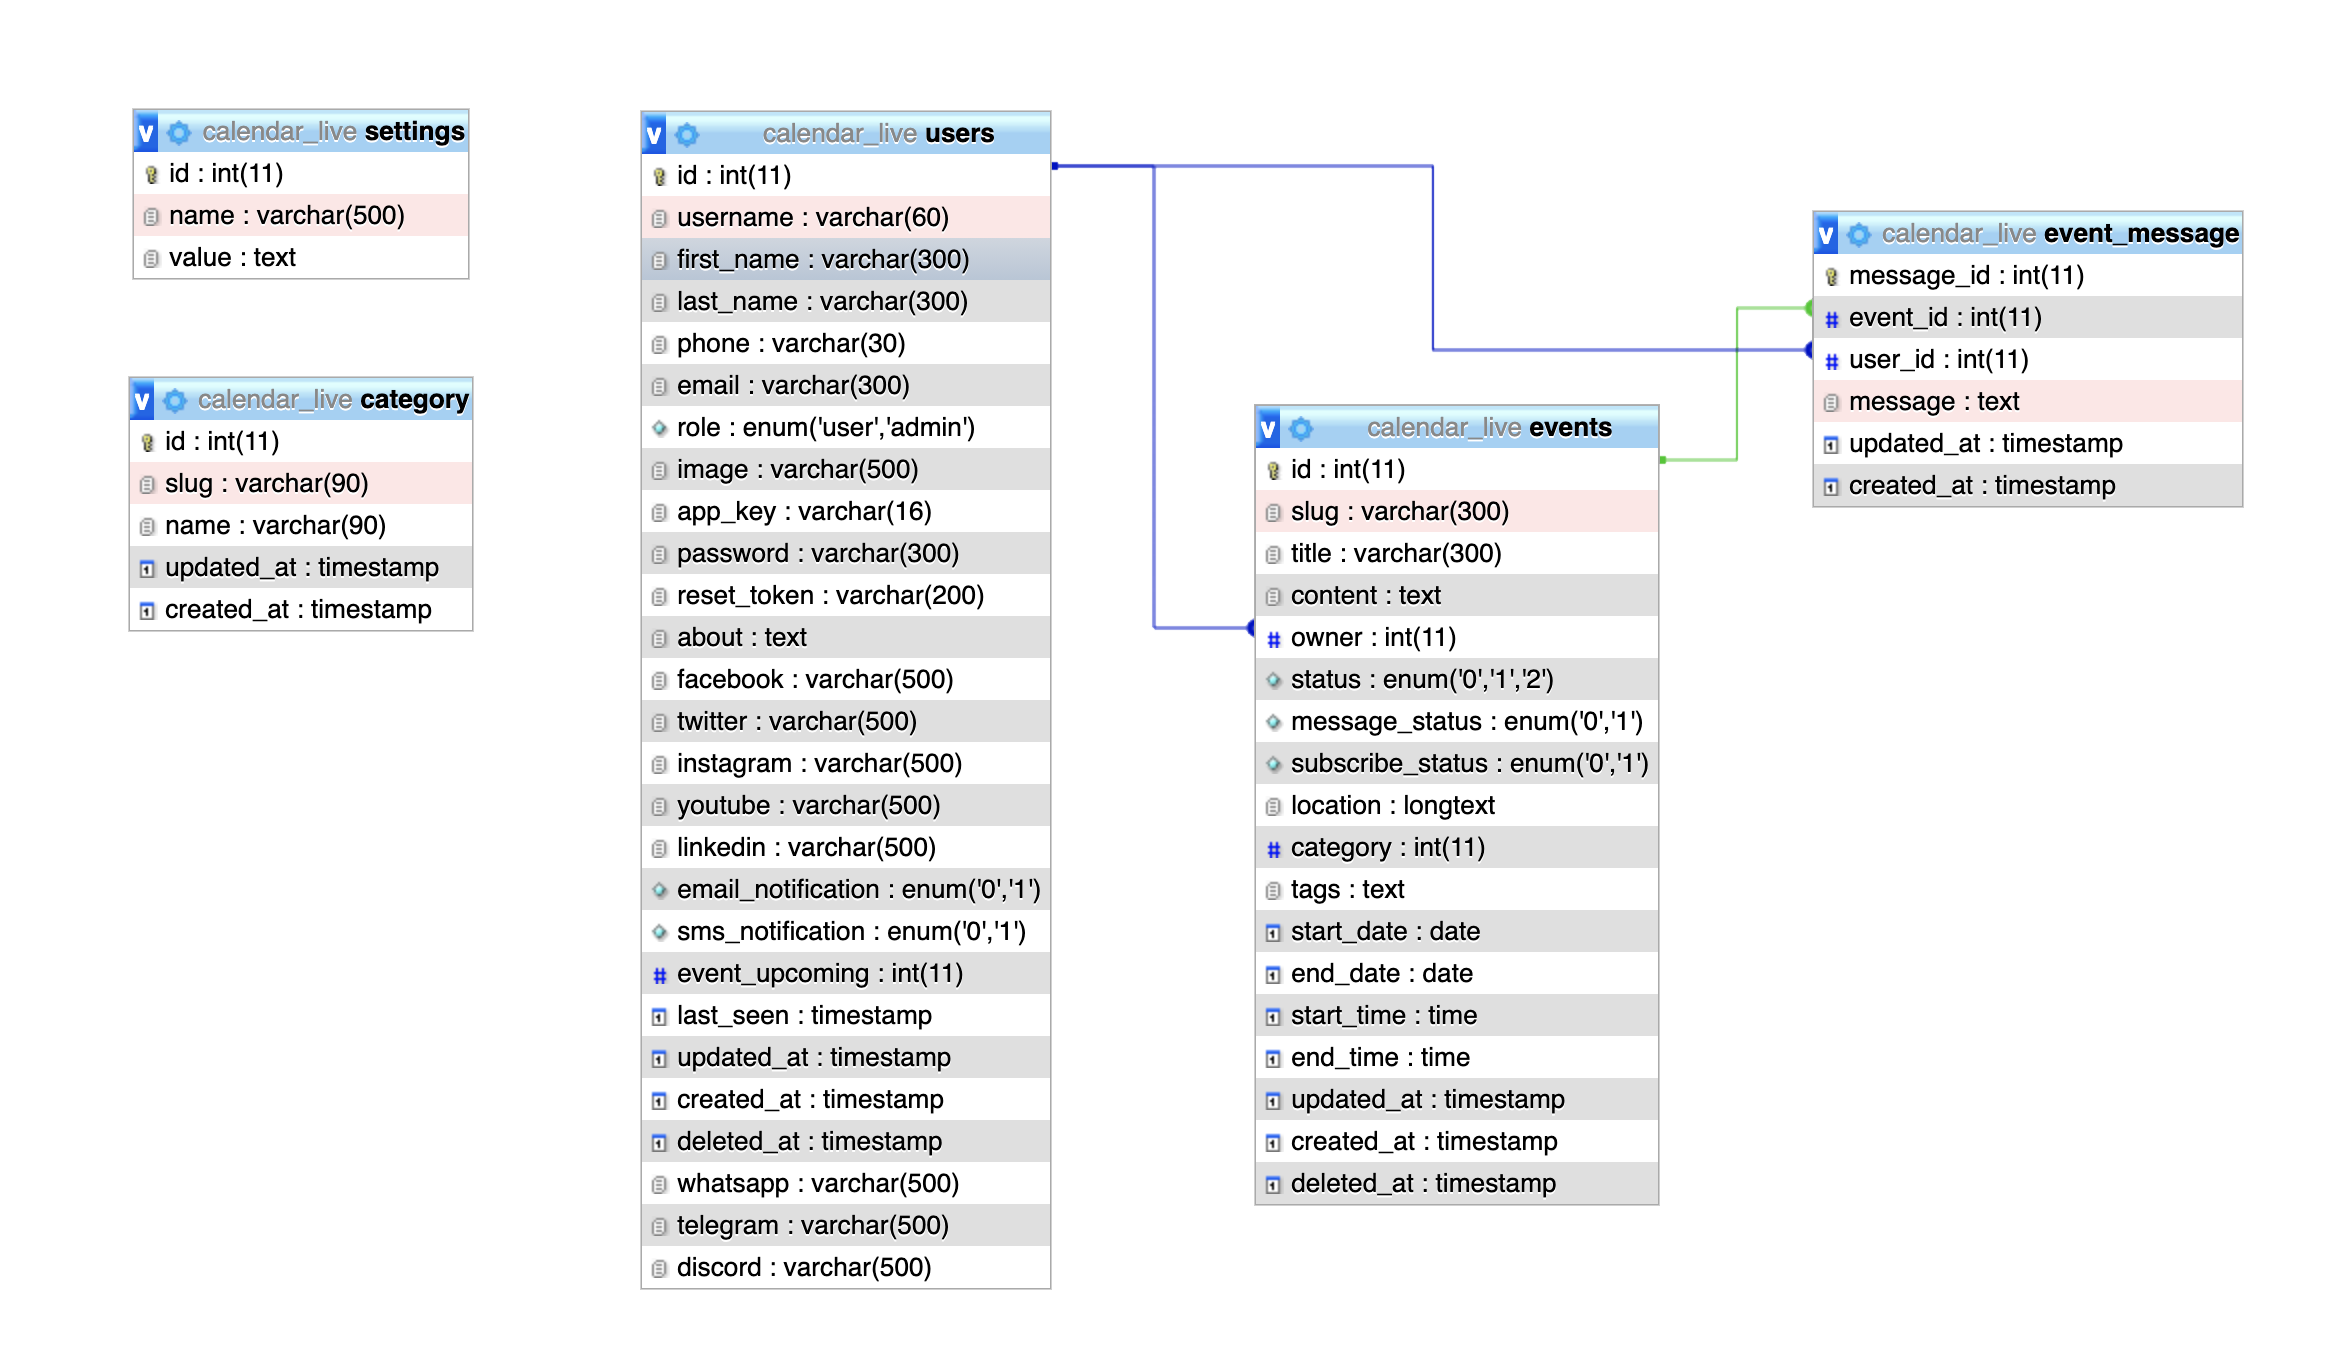 calendar_live settings
id : int(11)
name : varchar(500)
value : text
calendar_live category
id : int(11)
slug : varchar(90)
name : varchar(90)
updated_at : timestamp
created_at : timestamp
calendar_live users
id : int(11)
username : varchar(60)
first_name : varchar(300)
last_name : varchar(300)
phone : varchar(30)
email : varchar(300)
role : enum('user','admin')
image : varchar(500)
app_key : varchar(16)
password : varchar(300)
reset_token : varchar(200)
about : text
facebook : varchar(500)
twitter : varchar(500)
instagram : varchar(500)
youtube : varchar(500)
linkedin : varchar(500)
email_notification : enum('0','1')
sms_notification : enum('0','1')
# event_upcoming : int(11)
last_seen : timestamp
updated_at : timestamp
created_at : timestamp
deleted_at : timestamp
whatsapp : varchar(500)
telegram : varchar(500)
discord : varchar(500)
calendar_live events
id : int(11)
slug : varchar(300)
title : varchar(300)
content : text
# owner : int(11)
status : enum('0','1','2')
message_status : enum('0','1')
subscribe_status : enum('0','1')
location : longtext
# category : int(11)
tags : text
start_date : date
end_date : date
start_time : time
end_time : time
updated_at : timestamp
created_at : timestamp
deleted_at : timestamp
calendar_live event_message
message_id : int(11)
# event_id : int(11)
# user_id : int(11)
message : text
updated_at : timestamp
created_at : timestamp